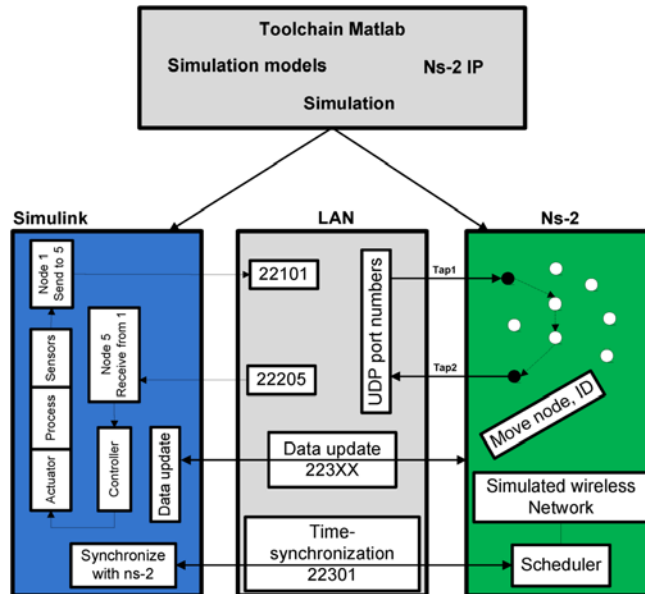 Toolchain Matlab
Simulation models
Ns-2 IP
Simulation
Simulink
LAN
Ns-2
Node 1
Send to 5
Sensors
Process
Actuator
Node 5
Receive from 1
Controller
Data update
Synchronize
with ns-2
22101
22205
UDP port numbers
Data update
223XX
Time-
synchronization
22301
Tap1
Tap2
Move node, ID
Simulated wireless
Network
Scheduler